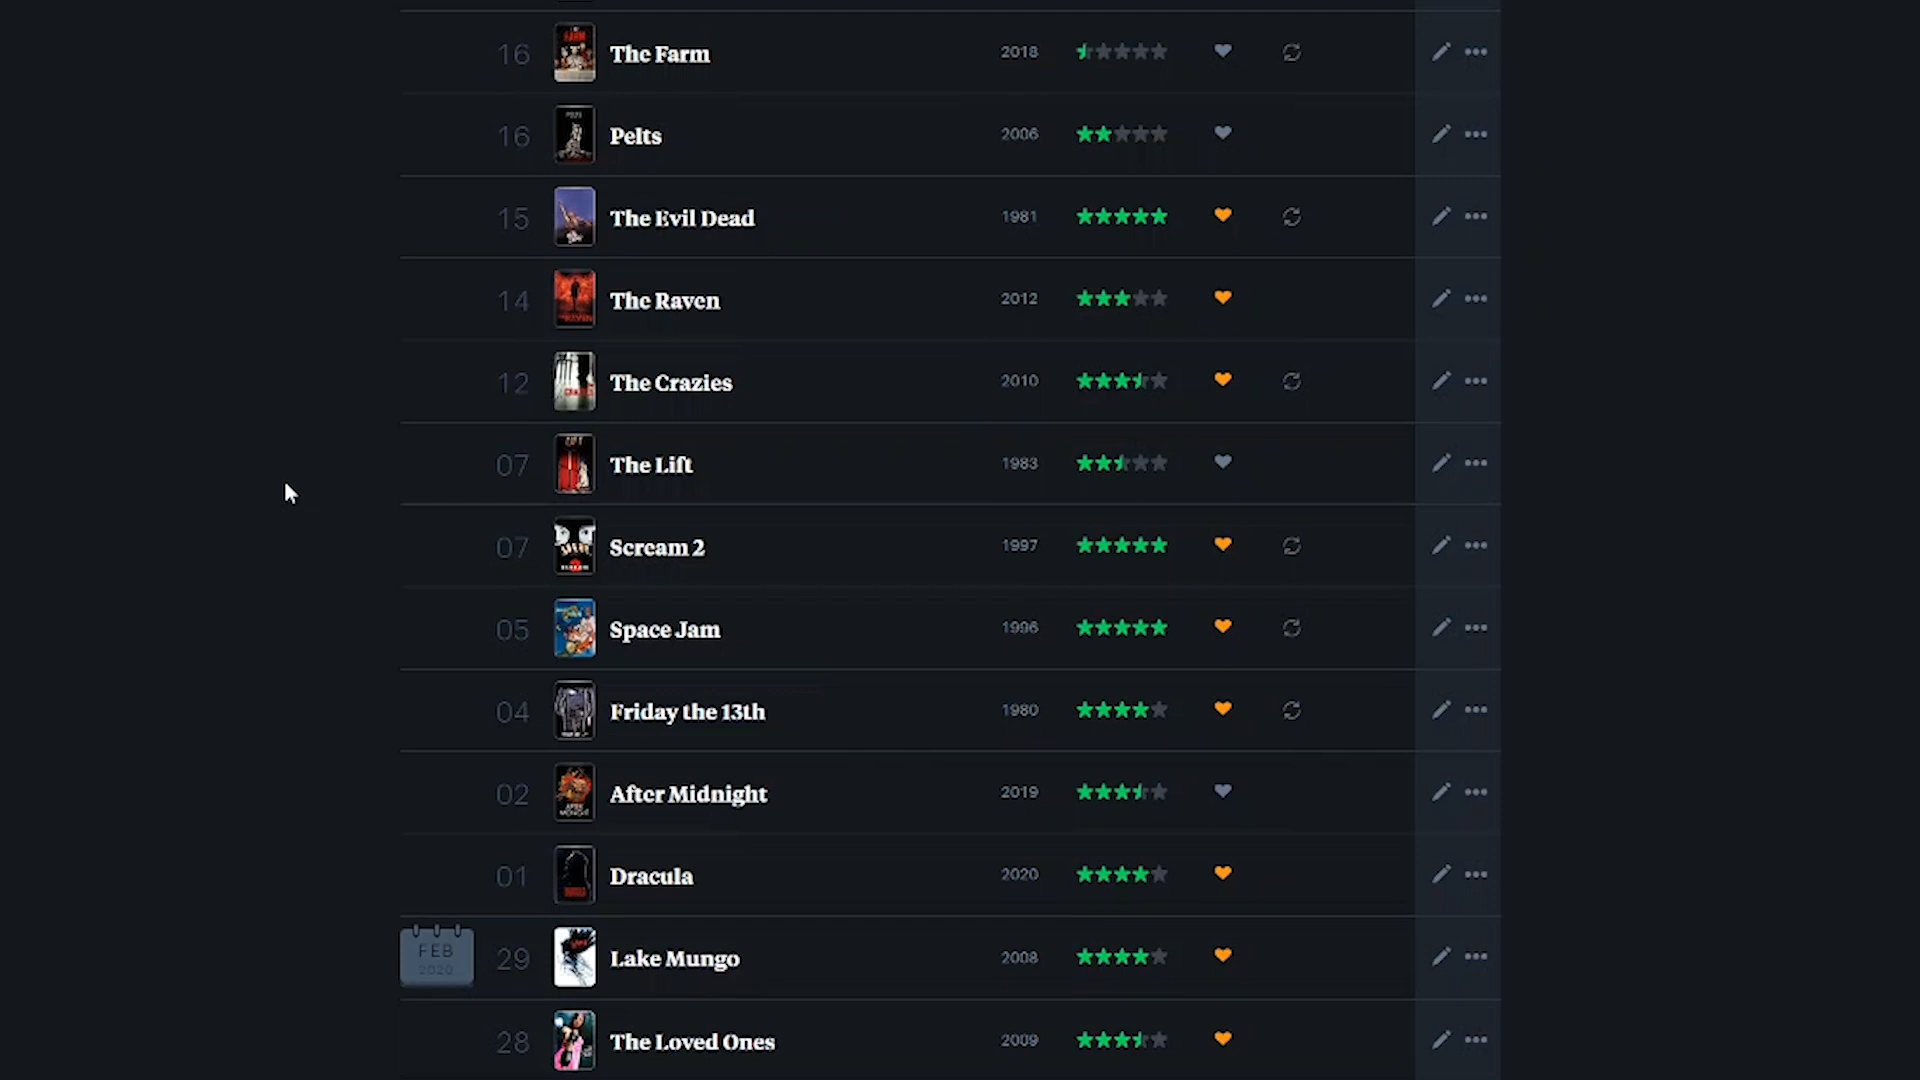 16 The Farm 2018
16 Pelts 2006
15 The Evil Dead 1981
14 The Raven 2012
12 The Crazies 2010
07 The Lift 1983
07 Scream 2 1997
05 Space Jam 1996
04 Friday the 13th 1980
02 After Midnight 2019
01 Dracula 2020
FEB 2020 29 Lake Mungo 2008
28 The Loved Ones 2009